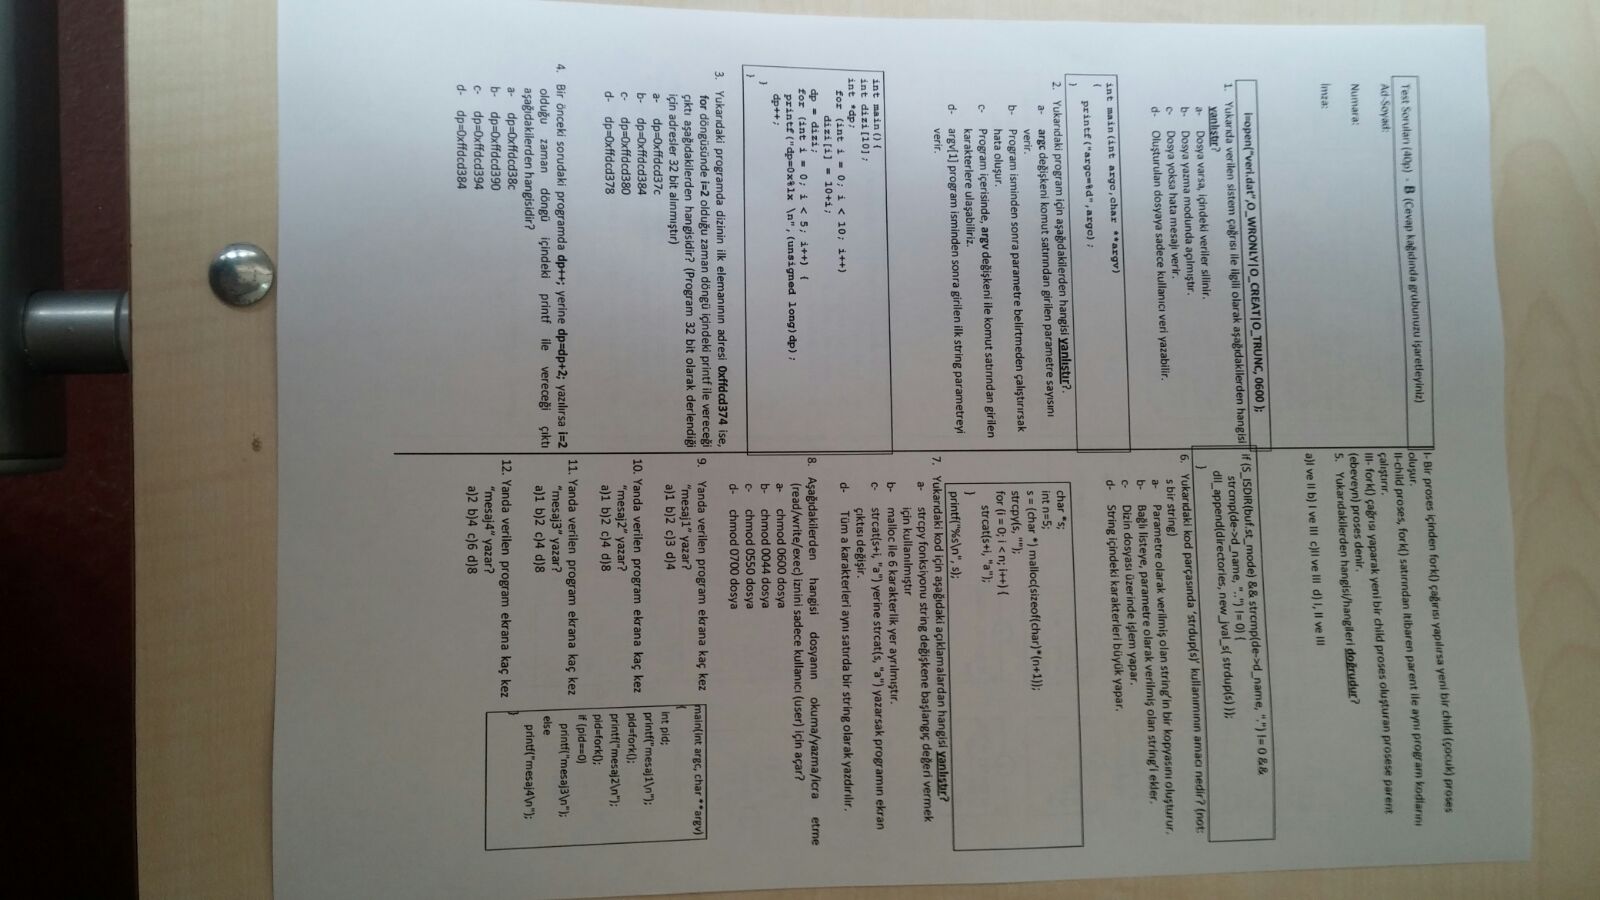 Test Soruları (40p) - B (Cevap kağıdında grubunuzu işaretleyiniz)
Ad-Soyad:
Numara:
İmza:
i=open("veri.dat",O_WRONLY|O_CREAT|O_TRUNC, 0600 );
1. Yukarıda verilen sistem çağrısı ile ilgili olarak aşağıdakilerden hangisi
yanlıştır?
a- Dosya varsa, içindeki veriler silinir.
b- Dosya yazma modunda açılmıştır.
c- Dosya yoksa hata mesajı verir.
d- Oluşturulan dosyaya sadece kullanıcı veri yazabilir.
int main(int argc,char **argv)
{
printf("argc=%d",argc);
}
2. Yukarıdaki program için aşağıdakilerden hangisi yanlıştır?.
a- argc değişkeni komut satırından girilen parametre sayısını
verir.
b- Program isminden sonra parametre belirtmeden çalıştırırsak
hata oluşur.
c- Program içerisinde, argv değişkeni ile komut satırından girilen
karakterlere ulaşabiliriz.
d- argv[1] program isminden sonra girilen ilk string parametreyi
verir.
int main(){
int dizi[10];
int *dp;
for (int i = 0; i < 10; i++)
dizi[i] = 10+i;
dp = dizi;
for (int i = 0; i < 5; i++) {
printf("dp=0x%lx \n",(unsigned long)dp);
dp++;
}
}
3. Yukarıdaki programda dizinin ilk elemanının adresi 0xffdcd374 ise,
for döngüsünde i=2 olduğu zaman döngü içindeki printf ile vereceği
çıktı aşağıdakilerden hangisidir? (Program 32 bit olarak derlendiği
için adresler 32 bit alınmıştır)
a- dp=0xffdcd37c
b- dp=0xffdcd384
c- dp=0xffdcd380
d- dp=0xffdcd378
4. Bir önceki sorudaki programda dp++; yerine dp=dp+2; yazılırsa i=2
olduğu zaman döngü içindeki printf ile vereceği çıktı
aşağıdakilerden hangisidir?
a- dp=0xffdcd38c
b- dp=0xffdcd390
c- dp=0xffdcd394
d- dp=0xffdcd384
I- Bir proses içinden fork() çağırısı yapılırsa yeni bir child (çocuk) proses
oluşur.
II-child proses, fork() satırından itibaren parent ile aynı program kodlarını
çalıştırır.
III- fork() çağrısı yaparak yeni bir child proses oluşturan prosese parent
(ebeveyn) proses denir.
5. Yukarıdakilerden hangisi/hangileri doğrudur?
a)I ve II b) I ve III c)II ve III d) I, II ve III
if (S_ISDIR(buf.st_mode) && strcmp(de->d_name, ".") != 0 &&
strcmp(de->d_name, "..") != 0) {
dll_append(directories, new_jval_s( strdup(s) ));
}
6. Yukarıdaki kod parçasında 'strdup(s)' kullanımının amacı nedir? (not:
s bir string)
a- Parametre olarak verilmiş olan string'in bir kopyasını oluşturur.
b- Bağlı listeye, parametre olarak verilmiş olan string'i ekler.
c- Dizin dosyası üzerinde işlem yapar.
d- String içindeki karakterleri büyük yapar.
char *s;
int n=5;
s = (char *) malloc(sizeof(char)*(n+1));
strcpy(s, "");
for (i = 0; i < n; i++) {
strcat(s+i, "a");
}
printf("%s\n", s);
7. Yukarıdaki kod için aşağıdaki açıklamalardan hangisi yanlıştır?
a- strcpy fonksiyonu string değişkene başlangıç değeri vermek
için kullanılmıştır
b- malloc ile 6 karakterlik yer ayrılmıştır.
c- strcat(s+i, "a") yerine strcat(s, "a") yazarsak programın ekran
çıktısı değişir.
d- Tüm a karakterleri aynı satırda bir string olarak yazdırılır.
8. Aşağıdakilerden hangisi dosyanın okuma/yazma/icra etme
(read/write/exec) iznini sadece kullanıcı (user) için açar?
a- chmod 0600 dosya
b- chmod 0044 dosya
c- chmod 0550 dosya
d- chmod 0700 dosya
9. Yanda verilen program ekrana kaç kez
"mesaj1" yazar?
a)1 b)2 c)3 d)4
10. Yanda verilen program ekrana kaç kez
"mesaj2" yazar?
a)1 b)2 c)4 d)8
11. Yanda verilen program ekrana kaç kez
"mesaj3" yazar?
a)1 b)2 c)4 d)8
12. Yanda verilen program ekrana kaç kez
"mesaj4" yazar?
a)2 b)4 c)6 d)8
main(int argc, char **argv)
{
int pid;
printf("mesaj1\n");
pid=fork();
printf("mesaj2\n");
pid=fork();
if (pid==0)
printf("mesaj3\n");
else
printf("mesaj4\n");
}